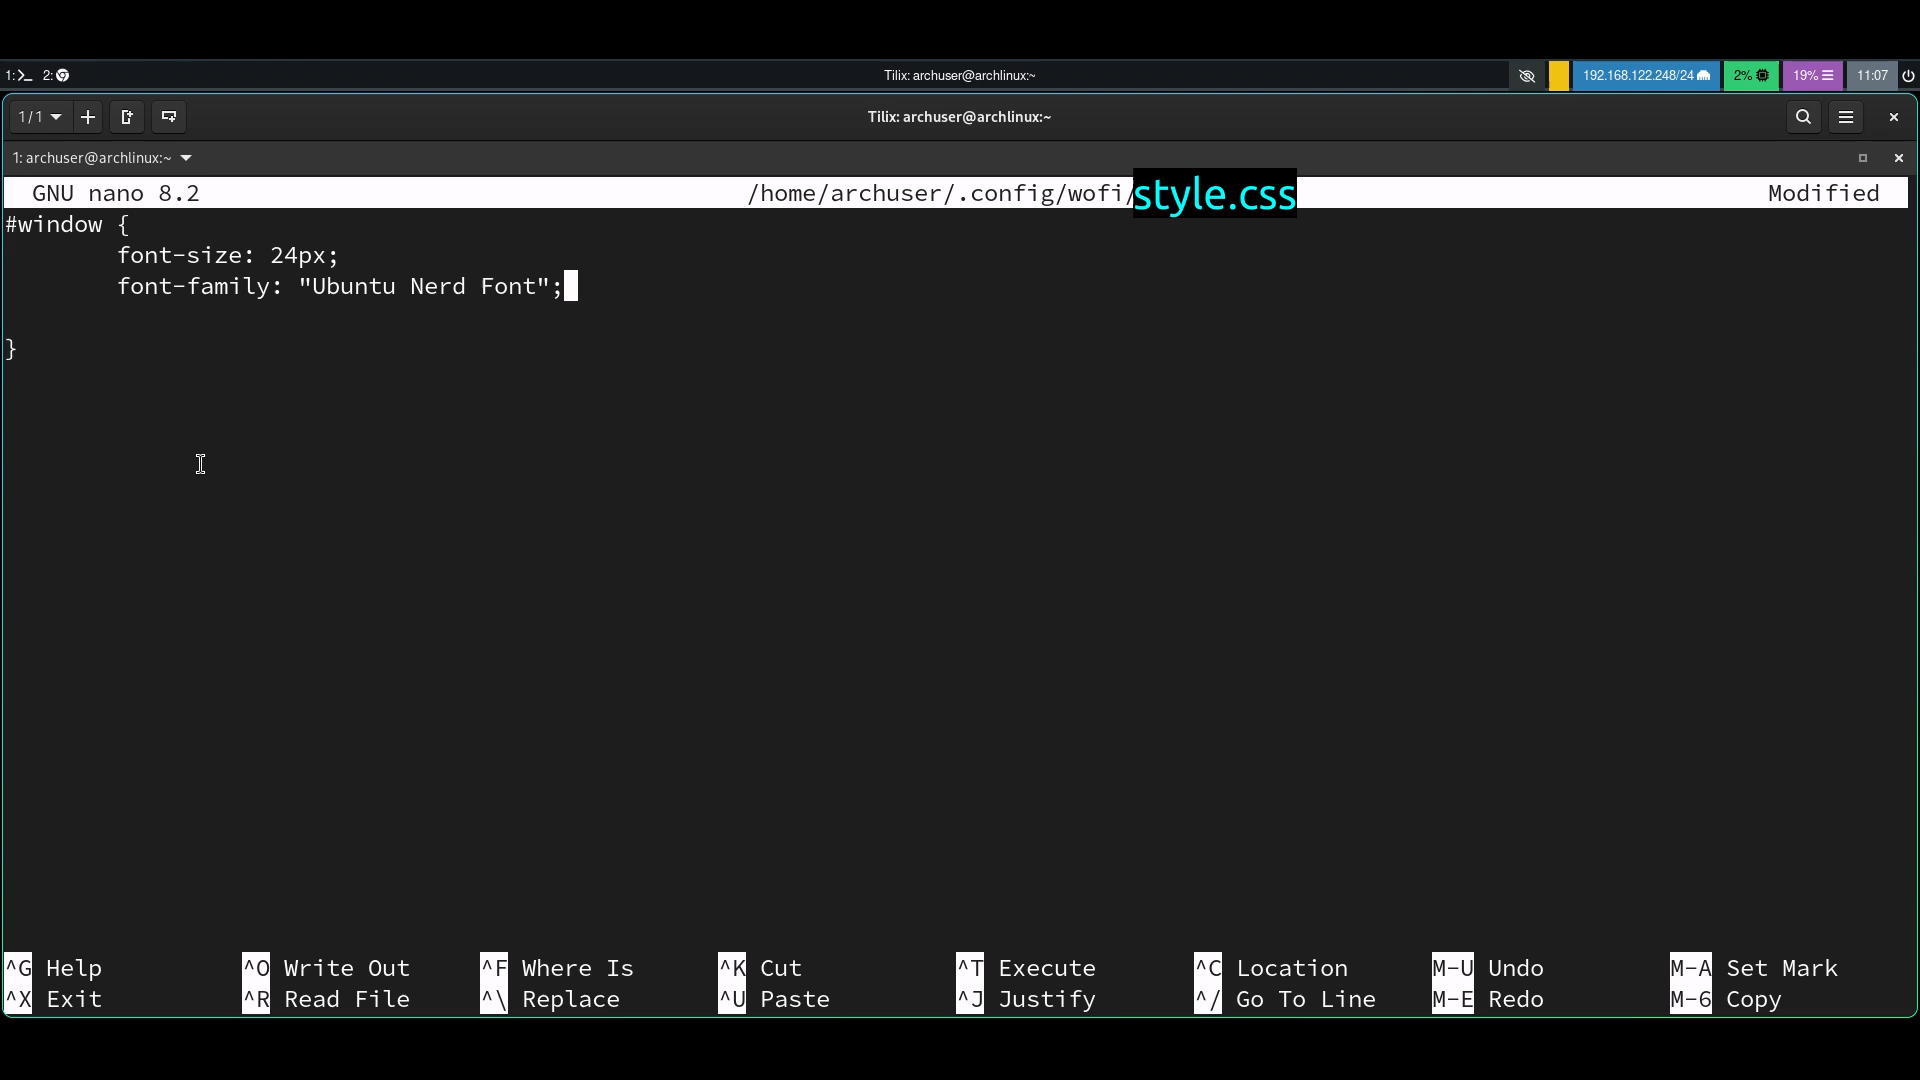 1: 2: Tilix: archuser@archlinux:~ 192.168.122.248/24 2% 19% 11:07
1/1 Tilix: archuser@archlinux:~
1: archuser@archlinux:~
GNU nano 8.2 /home/archuser/.config/wofi/style.css Modified
#window {
font-size: 24px;
font-family: "Ubuntu Nerd Font";
}
^G Help ^O Write Out ^F Where Is ^K Cut ^T Execute ^C Location M-U Undo M-A Set Mark
^X Exit ^R Read File ^\ Replace ^U Paste ^J Justify ^/ Go To Line M-E Redo M-6 Copy